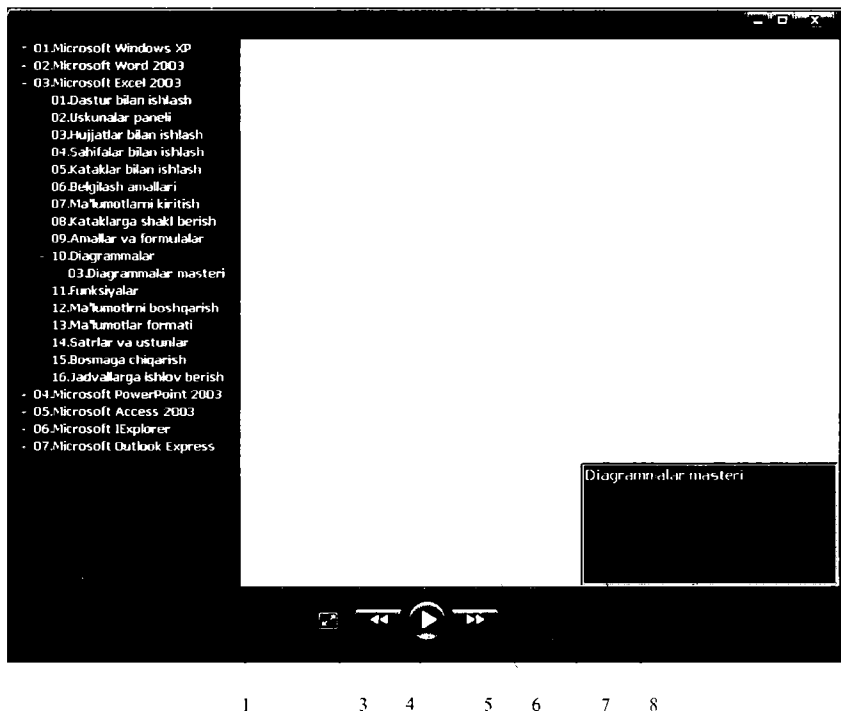 - 01.Microsoft Windows XP
- 02.Microsoft Word 2003
- 03.Microsoft Excel 2003
01.Dastur bilan ishlash
02.Uskunalar paneli
03.Hujjatlar bilan ishlash
04.Sahifalar bilan ishlash
05.Kataklar bilan ishlash
06.Belgilash amallari
07.Ma'lumotlarni kiritish
08.Kataklarga shakl berish
09.Amallar va formulalar
- 10.Diagrammalar
03.Diagrammalar masteri
11.Funksiyalar
12.Ma'lumotlrni boshqarish
13.Ma'lumotlar formati
14.Satrlar va ustunlar
15.Bosmaga chiqarish
16.Jadvallarga ishlov berish
- 04.Microsoft PowerPoint 2003
- 05.Microsoft Access 2003
- 06.Microsoft IExplorer
- 07.Microsoft Outlook Express
Diagrammalar masteri
1 3 4 5 6 7 8